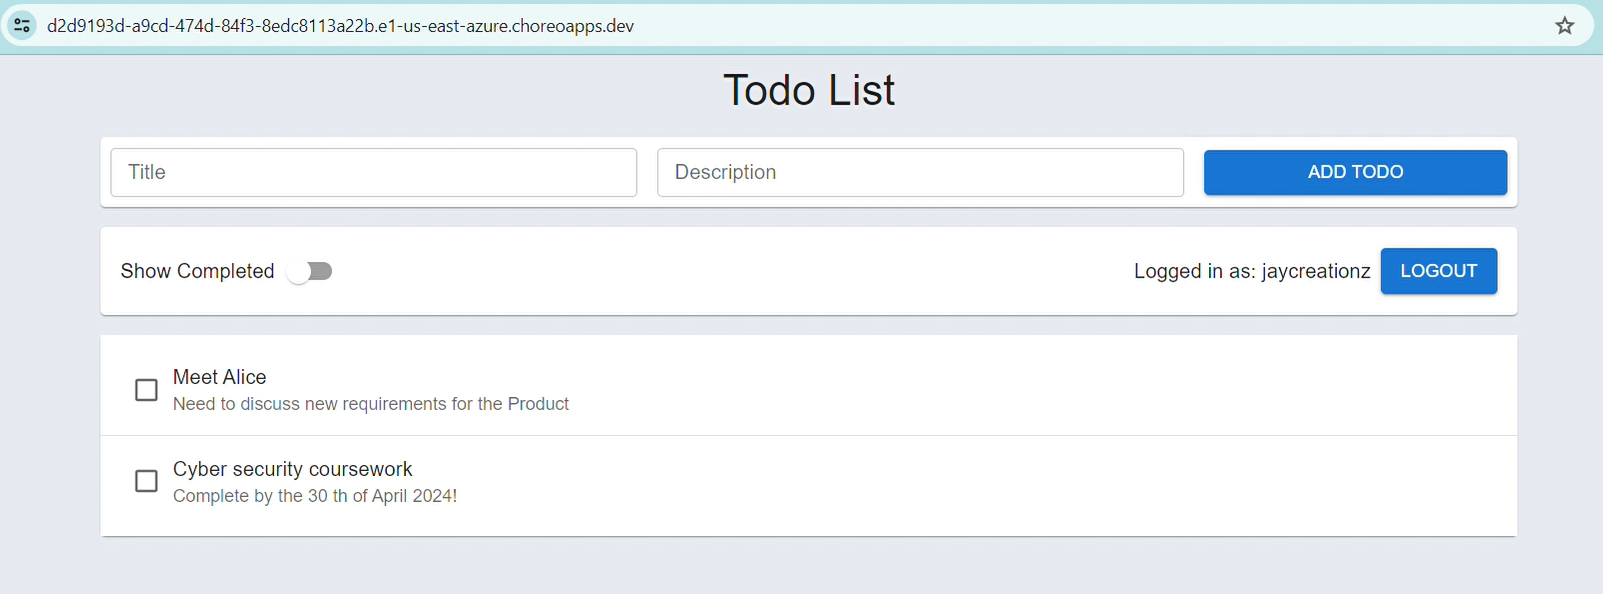 d2d9193d-a9cd-474d-84f3-8edc8113a22b.e1-us-east-azure.choreoapps.dev
Todo List
Title Description ADD TODO
Show Completed Logged in as: jaycreationz LOGOUT
Meet Alice
Need to discuss new requirements for the Product
Cyber security coursework
Complete by the 30 th of April 2024!